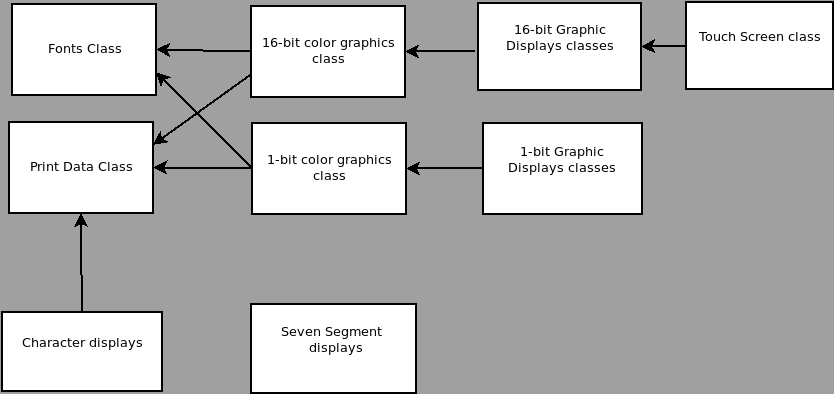 Fonts Class
16-bit color graphics
class
16-bit Graphic
Displays classes
Touch Screen class
Print Data Class
1-bit color graphics
class
1-bit Graphic
Displays classes
Character displays
Seven Segment
displays